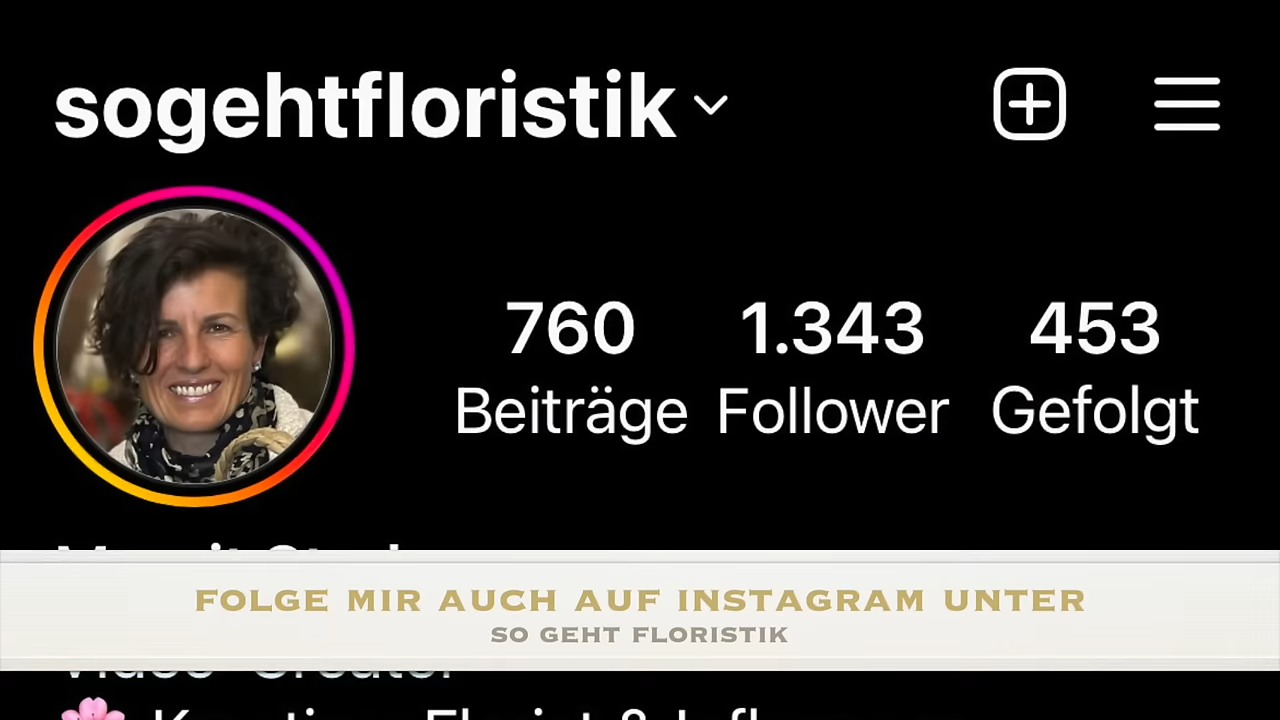 sogehtfloristik
760 1.343 453
Beiträge Follower Gefolgt
FOLGE MIR AUCH AUF INSTAGRAM UNTER
SO GEHT FLORISTIK